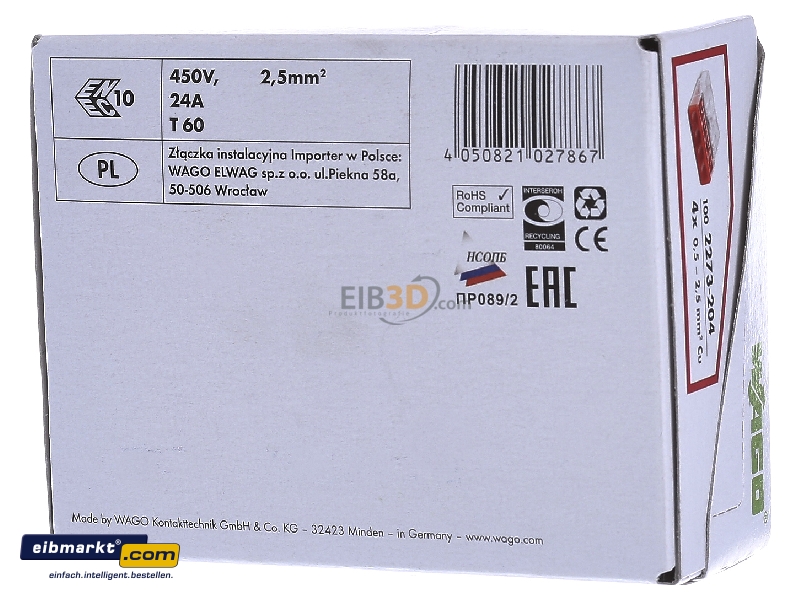 EN
EC
10
450V, 2,5mm²
24A
T 60
PL
Złączka instalacyjna Importer w Polsce:
WAGO ELWAG sp.z o.o. ul.Piekna 58a,
50-506 Wrocław
4 050821 027867
RoHS ✓
Compliant
INTERSEROH
RECYCLING
80064
CE
НСОПБ
ПР089/2
EAC
EIB3D.com
Produktfotografie
100 2273-204
4x 0,5 – 2,5 mm² Cu
WAGO®
Made by WAGO Kontakttechnik GmbH & Co. KG – 32423 Minden – in Germany – www.wago.com
eibmarkt®.com
einfach.intelligent.bestellen.